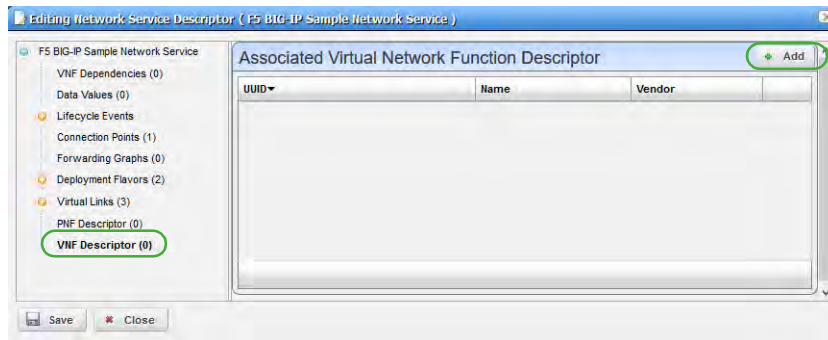 Editing Network Service Descriptor ( F5 BIG-IP Sample Network Service )
F5 BIG-IP Sample Network Service
VNF Dependencies (0)
Data Values (0)
Lifecycle Events
Connection Points (1)
Forwarding Graphs (0)
Deployment Flavors (2)
Virtual Links (3)
PNF Descriptor (0)
VNF Descriptor (0)
Associated Virtual Network Function Descriptor
Add
UUID Name Vendor
Save Close